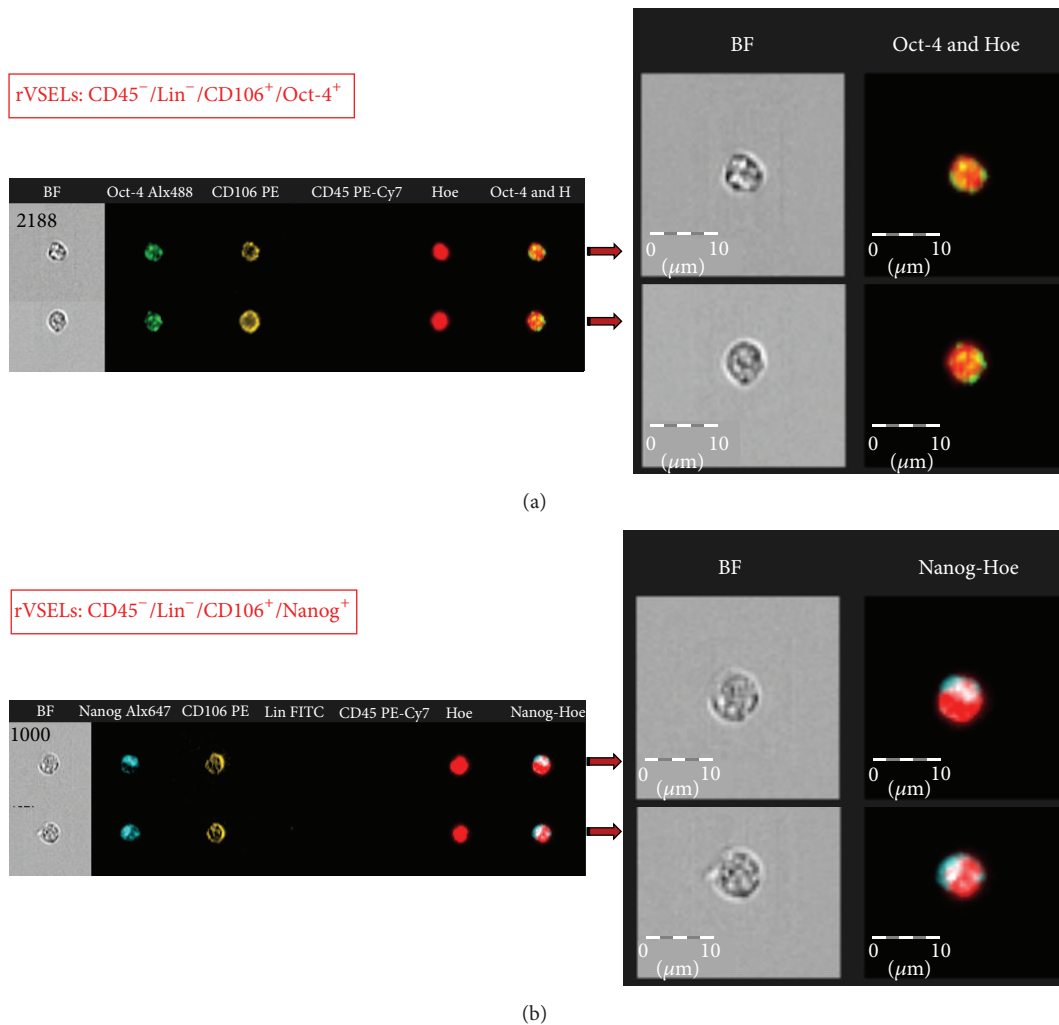 BF Oct-4 and Hoe
rVSELs: CD45⁻/Lin⁻/CD106⁺/Oct-4⁺
BF Oct-4 Alx488 CD106 PE CD45 PE-Cy7 Hoe Oct-4 and H
2188
0 10 0 10
(μm) (μm)
0 10 0 10
(μm) (μm)
(a)
BF Nanog-Hoe
rVSELs: CD45⁻/Lin⁻/CD106⁺/Nanog⁺
BF Nanog Alx647 CD106 PE Lin FITC CD45 PE-Cy7 Hoe Nanog-Hoe
1000
0 10 0 10
(μm) (μm)
0 10 0 10
(μm) (μm)
(b)